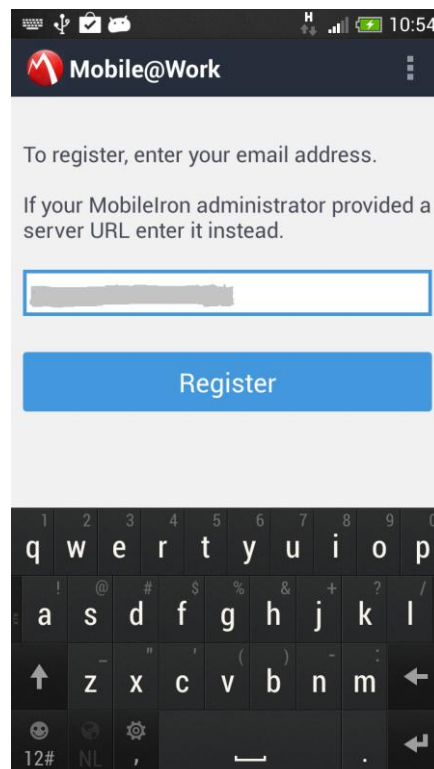 H 10:54
Mobile@Work
To register, enter your email address.
If your MobileIron administrator provided a
server URL enter it instead.
Register
1 2 3 4 5 6 7 8 9 0
q w e r t y u i o p
! @ # $ % & + ? /
a s d f g h j k l
_ " ' ( ) - :
z x c v b n m
12# NL , .